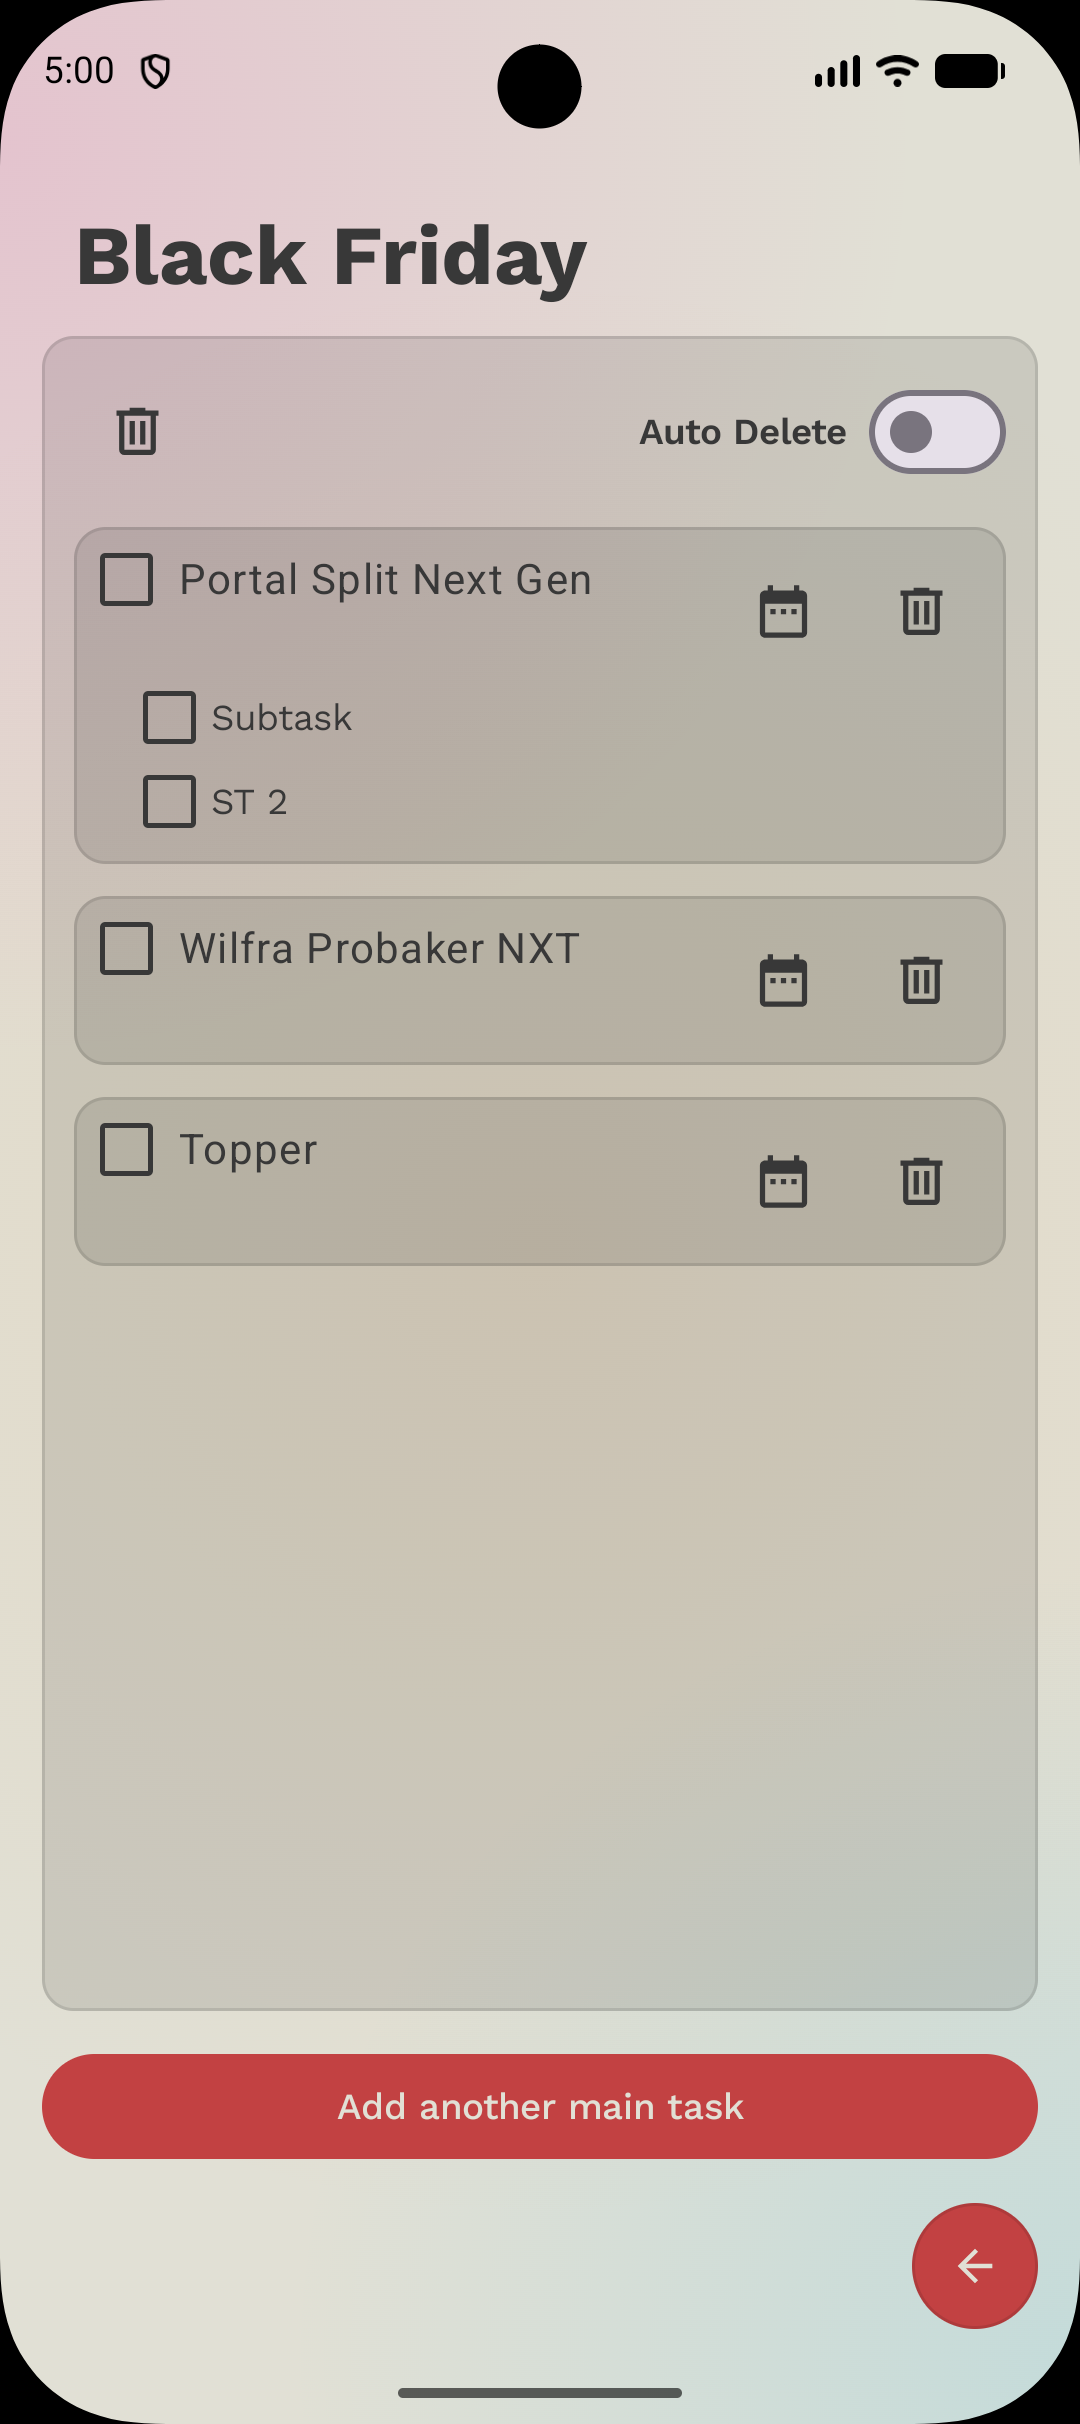 5:00
Black Friday
Auto Delete
Portal Split Next Gen
Subtask
ST 2
Wilfra Probaker NXT
Topper
Add another main task